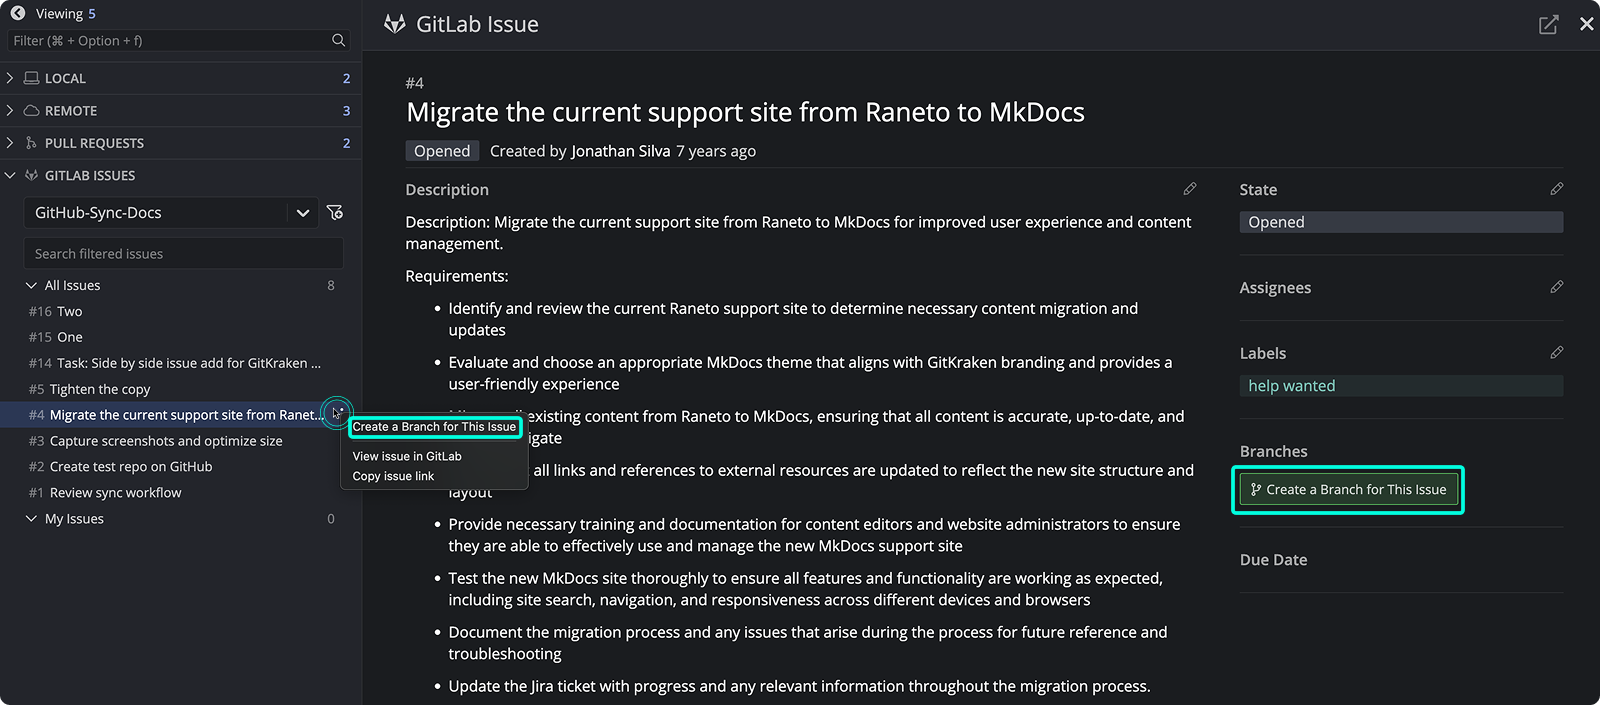 Viewing 5
Filter (⌘ + Option + f)
LOCAL 2
REMOTE 3
PULL REQUESTS 2
GITLAB ISSUES
GitHub-Sync-Docs
Search filtered issues
All Issues 8
#16 Two
#15 One
#14 Task: Side by side issue add for GitKraken ...
#5 Tighten the copy
#4 Migrate the current support site from Ranet...
#3 Capture screenshots and optimize size
#2 Create test repo on GitHub
#1 Review sync workflow
My Issues 0
Create a Branch for This Issue
View issue in GitLab
Copy issue link
GitLab Issue
#4
Migrate the current support site from Raneto to MkDocs
Opened Created by Jonathan Silva 7 years ago
Description
Description: Migrate the current support site from Raneto to MkDocs for improved user experience and content
management.
Requirements:
• Identify and review the current Raneto support site to determine necessary content migration and
updates
• Evaluate and choose an appropriate MkDocs theme that aligns with GitKraken branding and provides a
user-friendly experience
existing content from Raneto to MkDocs, ensuring that all content is accurate, up-to-date, and
all links and references to external resources are updated to reflect the new site structure and
layout
• Provide necessary training and documentation for content editors and website administrators to ensure
they are able to effectively use and manage the new MkDocs support site
• Test the new MkDocs site thoroughly to ensure all features and functionality are working as expected,
including site search, navigation, and responsiveness across different devices and browsers
• Document the migration process and any issues that arise during the process for future reference and
troubleshooting
• Update the Jira ticket with progress and any relevant information throughout the migration process.
State
Opened
Assignees
Labels
help wanted
Branches
Create a Branch for This Issue
Due Date